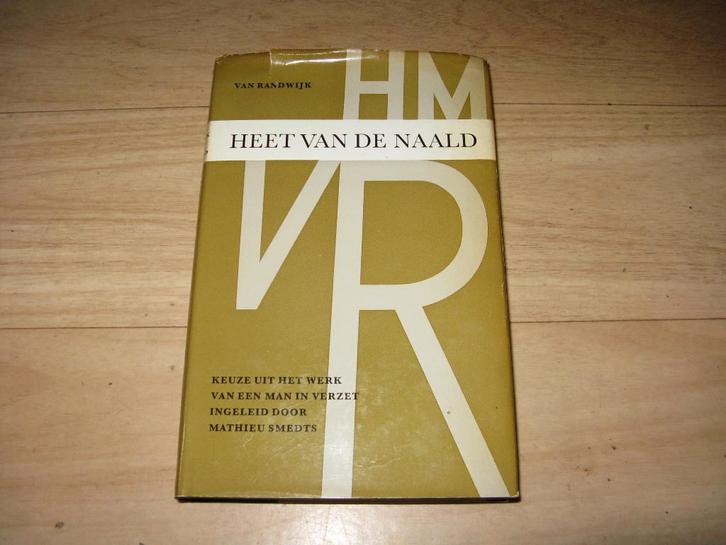 VAN RANDWIJK
HM
HEET VAN DE NAALD
VR
KEUZE UIT HET WERK
VAN EEN MAN IN VERZET
INGELEID DOOR
MATHIEU SMEDTS